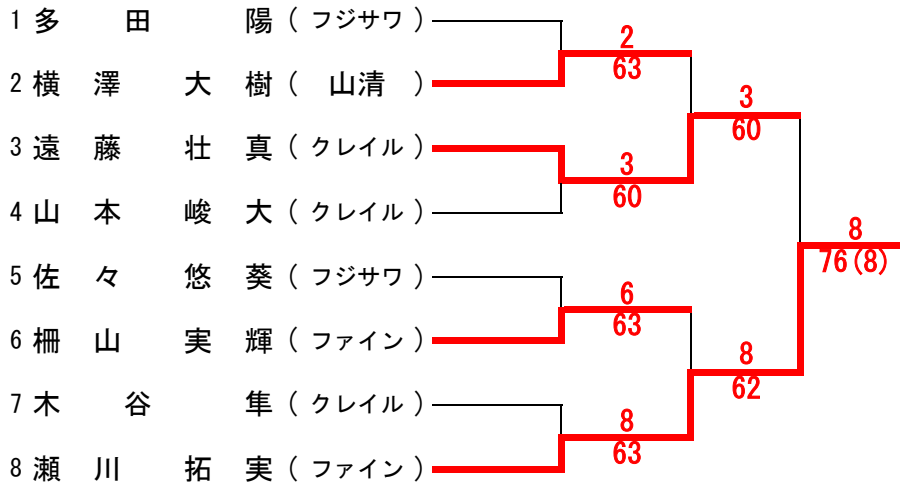 1 多田 陽 ( フジサワ )
2
63
2 横澤 大樹 ( 山清 )
3
60
3 遠藤 壮真 ( クレイル )
3
60
4 山本 峻大 ( クレイル )
8
76(8)
5 佐々 悠葵 ( フジサワ )
6
63
6 柵山 実輝 ( ファイン )
8
62
7 木谷 隼 ( クレイル )
8
63
8 瀬川 拓実 ( ファイン )